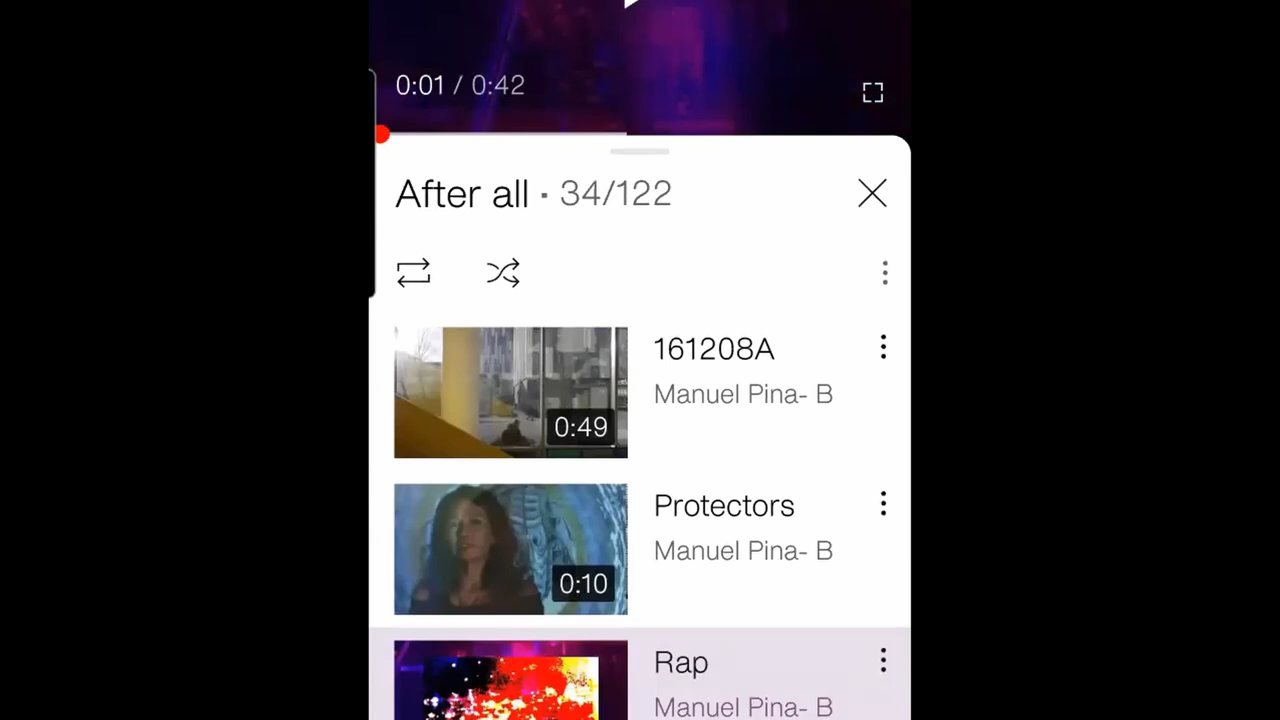 0:01 / 0:42
After all · 34/122
161208A
Manuel Pina- B
0:49
Protectors
Manuel Pina- B
0:10
Rap
Manuel Pina- B